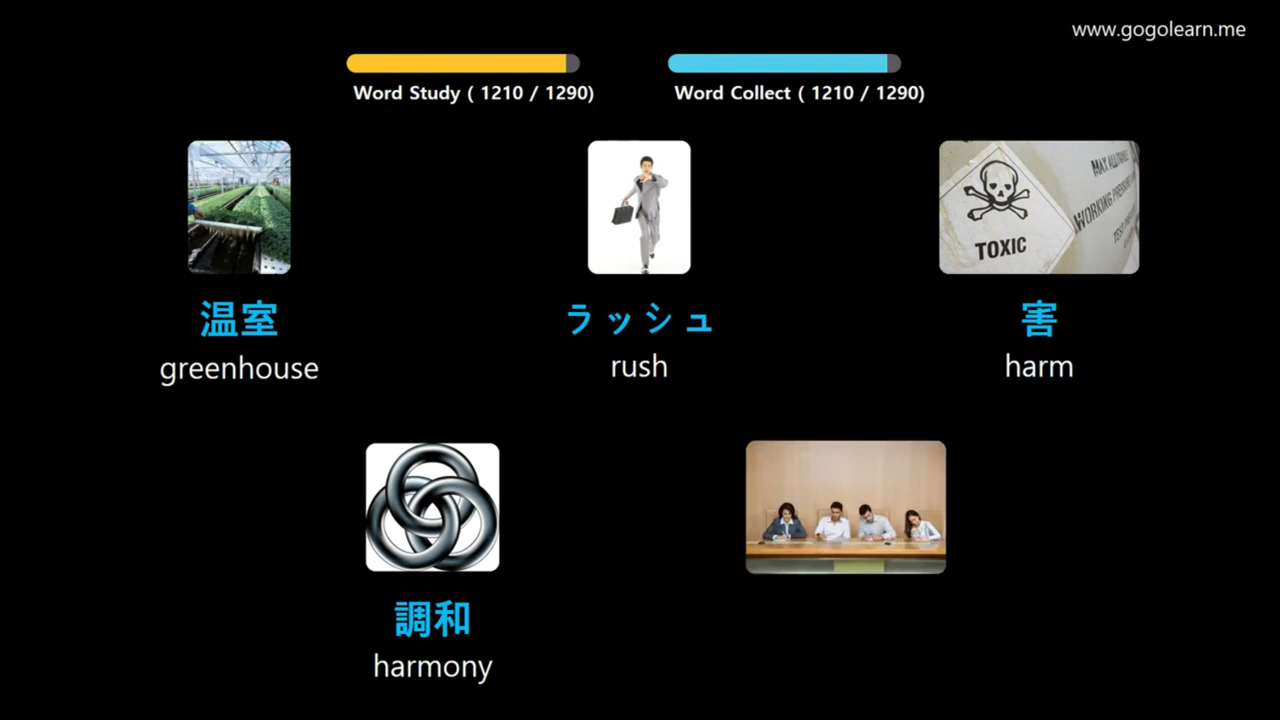 www.gogolearn.me
Word Study ( 1210 / 1290)
Word Collect ( 1210 / 1290)
TOXIC
温室
greenhouse
ラッシュ
rush
害
harm
調和
harmony